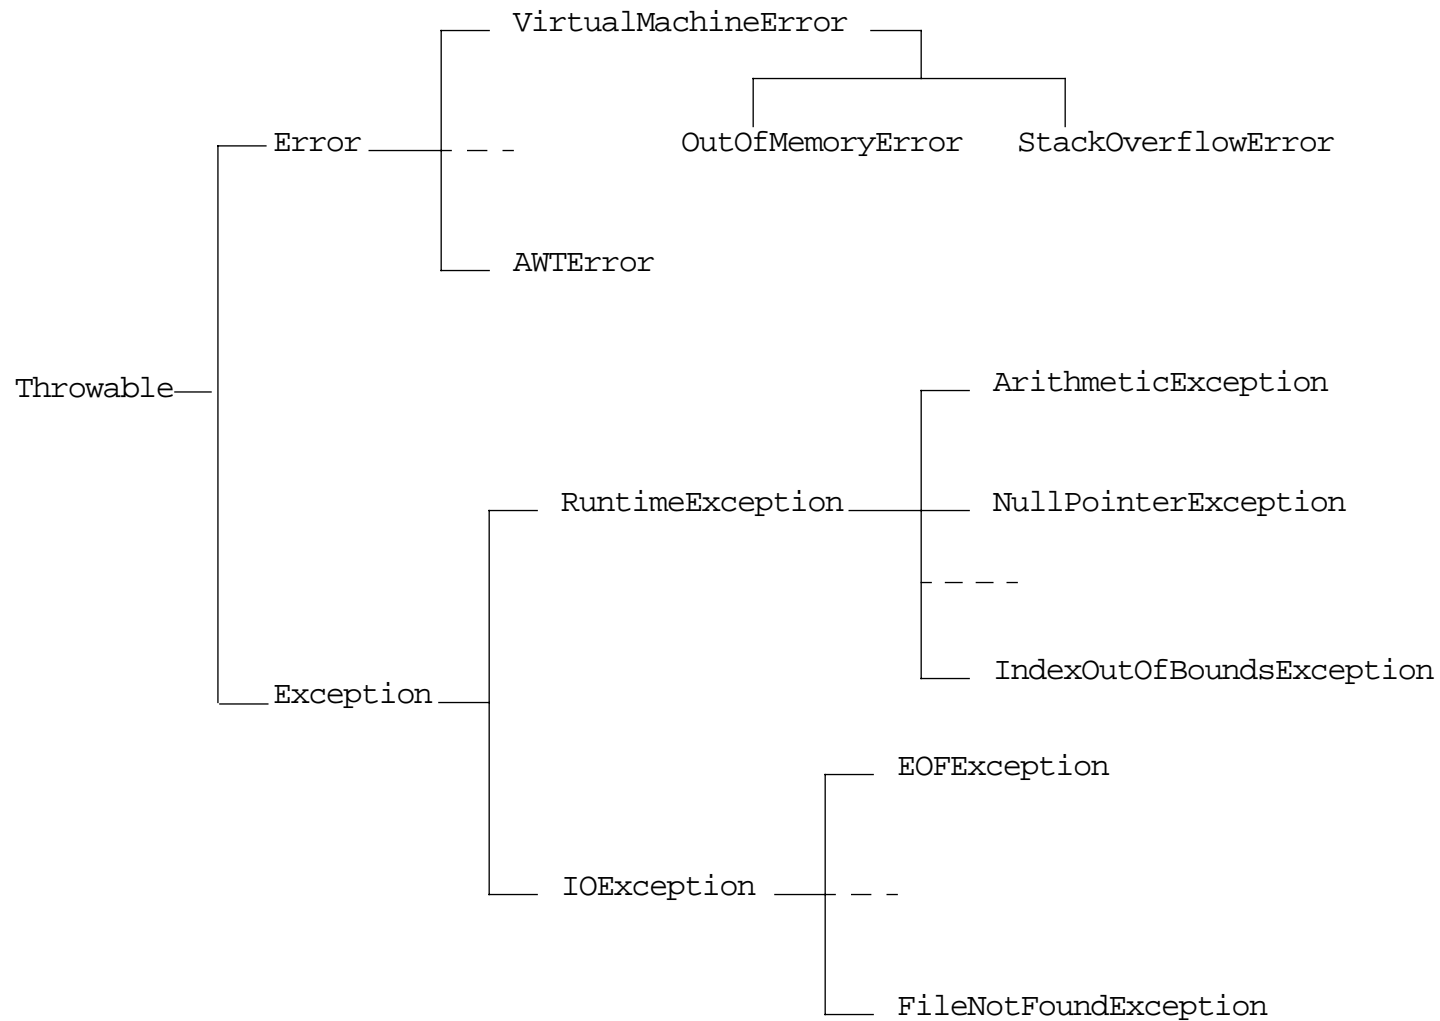 VirtualMachineError
Error
OutOfMemoryError
StackOverflowError
AWTError
Throwable
ArithmeticException
RuntimeException
NullPointerException
IndexOutOfBoundsException
Exception
EOFException
IOException
FileNotFoundException